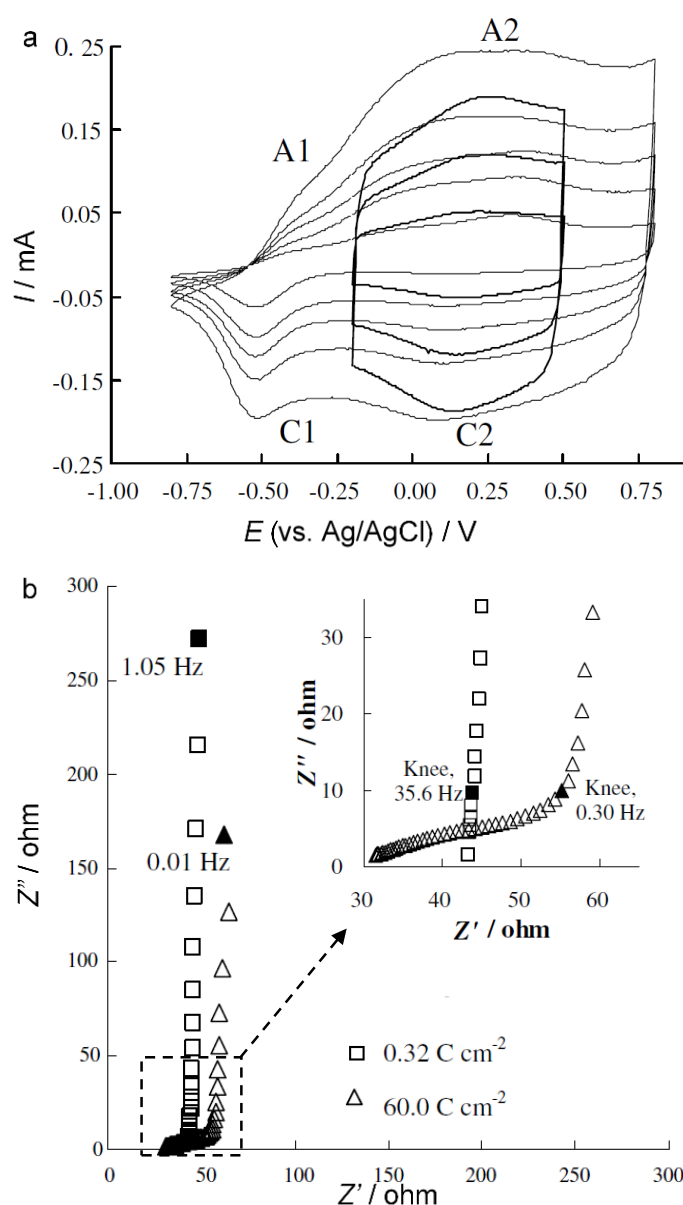 a
0. 25
0.15
0.05
-0.05
-0.15
-0.25
I / mA
A1
A2
C1
C2
-1.00 -0.75 -0.50 -0.25 0.00 0.25 0.50 0.75
E (vs. Ag/AgCl) / V
b
300
250
200
150
100
50
0
Z" / ohm
1.05 Hz
0.01 Hz
30
20
10
0
Z" / ohm
Knee,
35.6 Hz
Knee,
0.30 Hz
30 40 50 60
Z' / ohm
0.32 C cm-2
60.0 C cm-2
0 50 100 150 200 250 300
Z' / ohm